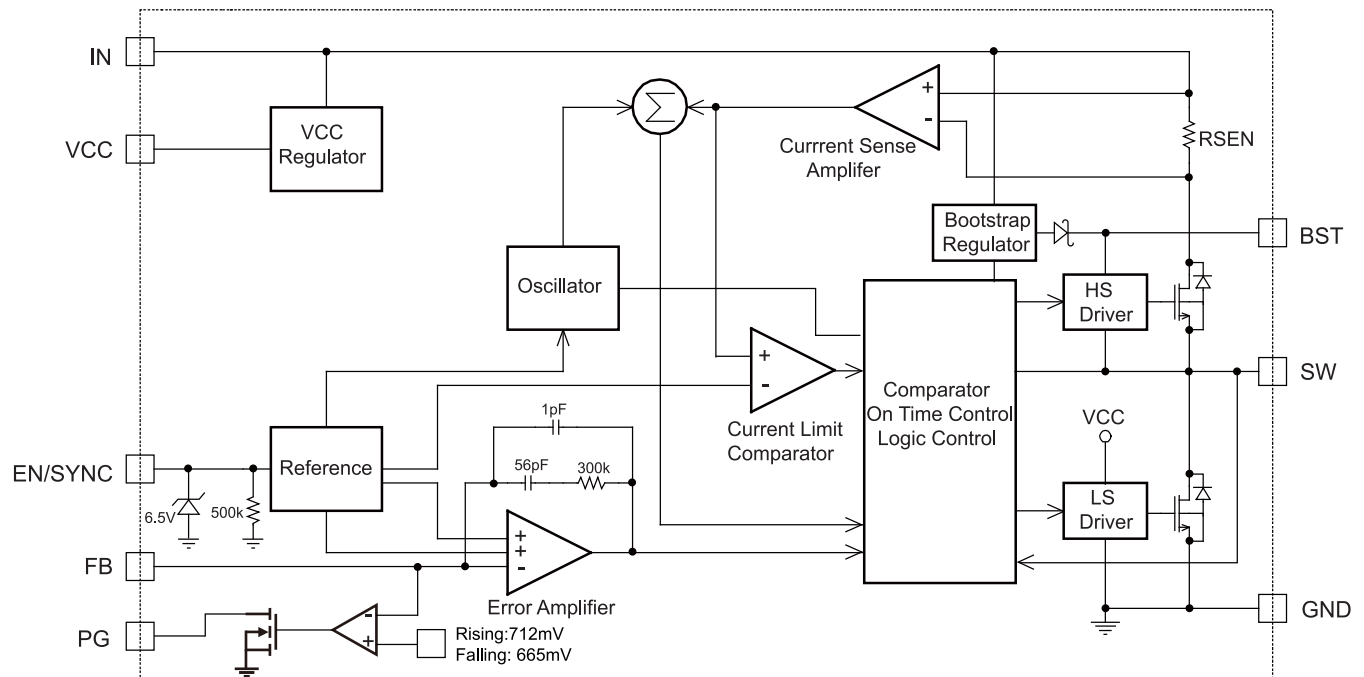 IN
VCC
VCC
Regulator
Σ
+
-
Currrent Sense
Amplifer
RSEN
Bootstrap
Regulator
BST
Oscillator
HS
Driver
+
-
Current Limit
Comparator
Comparator
On Time Control
Logic Control
SW
VCC
1pF
56pF
300k
EN/SYNC
Reference
6.5V
500k
LS
Driver
FB
+
+
-
Error Amplifier
PG
-
+
Rising:712mV
Falling: 665mV
GND